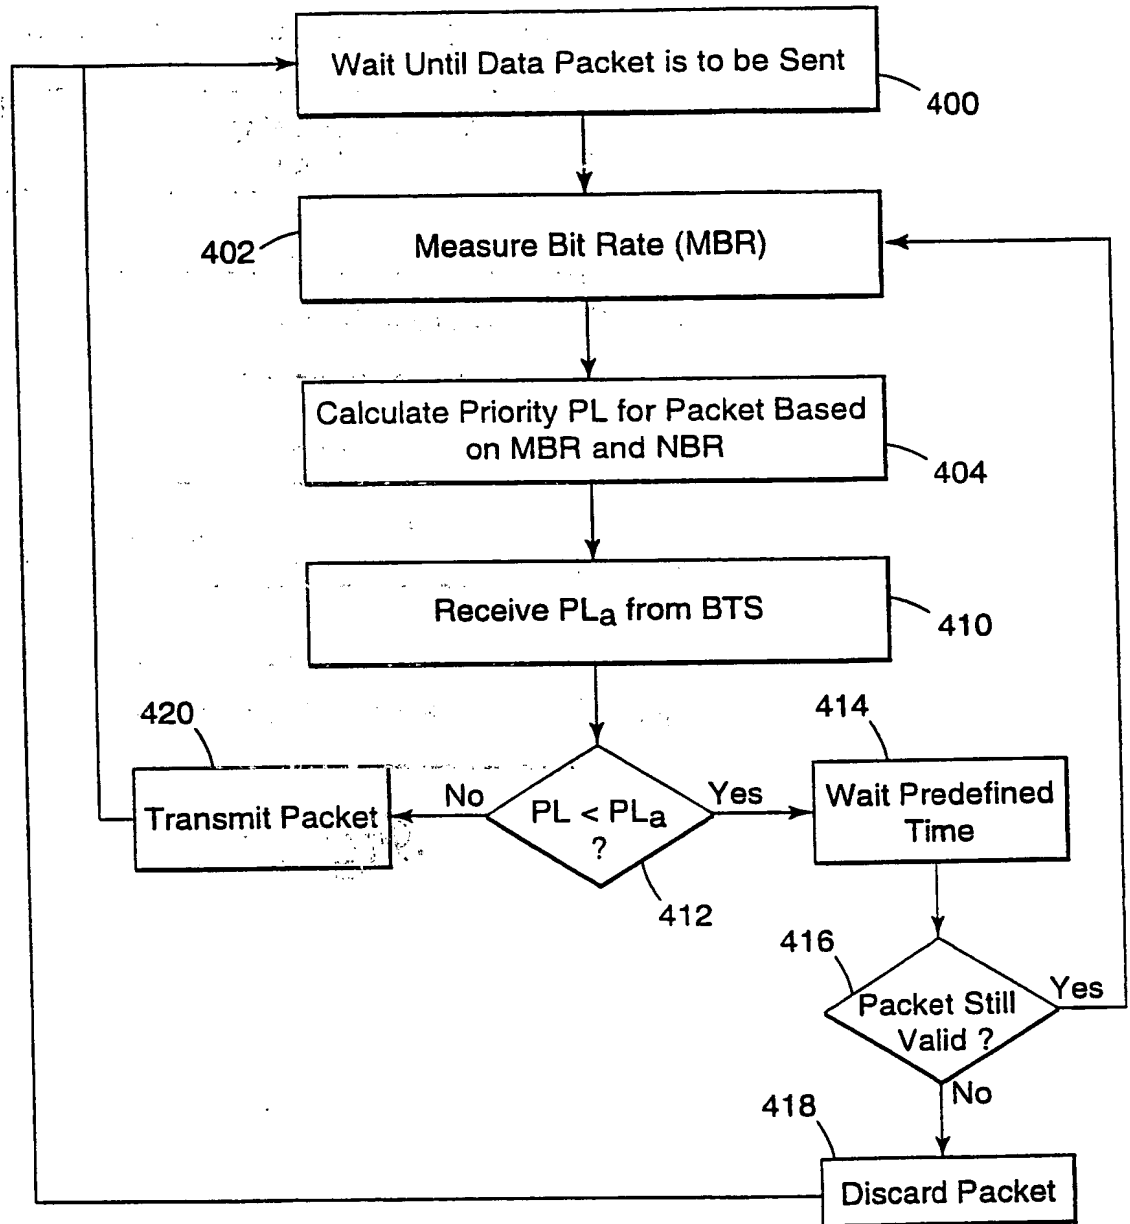 Wait Until Data Packet is to be Sent
400
402
Measure Bit Rate (MBR)
Calculate Priority PL for Packet Based
on MBR and NBR
404
Receive PLa from BTS
410
420
414
Transmit Packet
No
PL < PLa
?
Yes
Wait Predefined
Time
412
416
Packet Still
Valid ?
Yes
No
418
Discard Packet